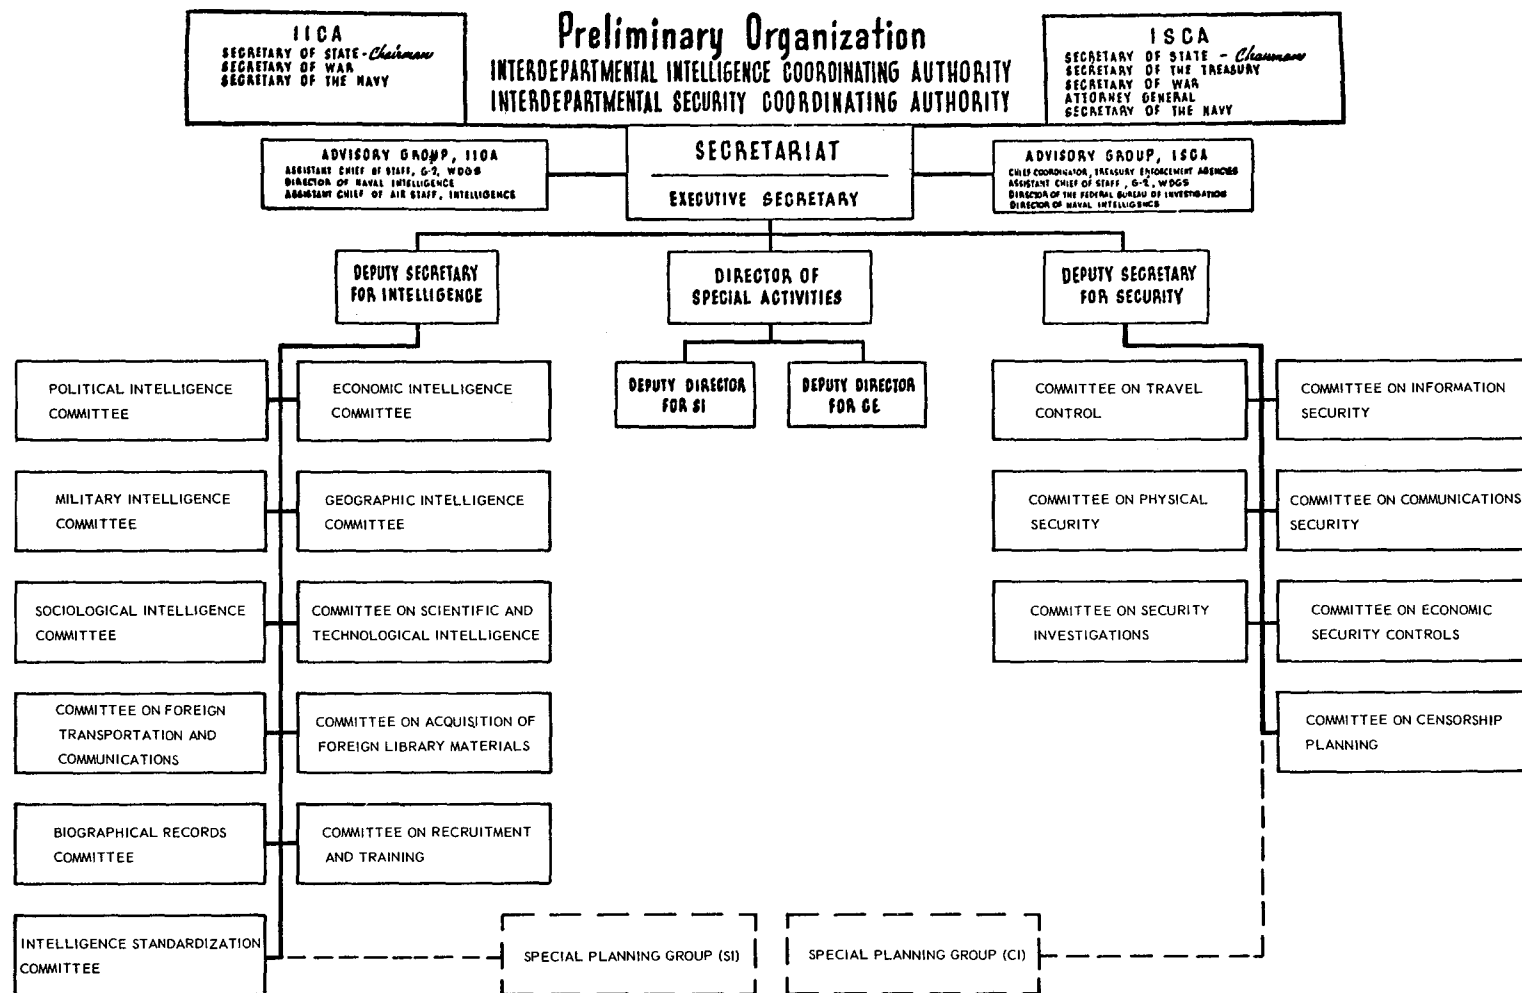 IICA
SECRETARY OF STATE - Chairman
SECRETARY OF WAR
SECRETARY OF THE NAVY
Preliminary Organization
INTERDEPARTMENTAL INTELLIGENCE COORDINATING AUTHORITY
INTERDEPARTMENTAL SECURITY COORDINATING AUTHORITY
ISCA
SECRETARY OF STATE - Chairman
SECRETARY OF THE TREASURY
SECRETARY OF WAR
ATTORNEY GENERAL
SECRETARY OF THE NAVY
ADVISORY GROUP, IICA
ASSISTANT CHIEF OF STAFF, G-2, WDGS
DIRECTOR OF NAVAL INTELLIGENCE
ASSISTANT CHIEF OF AIR STAFF, INTELLIGENCE
SECRETARIAT
EXECUTIVE SECRETARY
ADVISORY GROUP, ISCA
CHIEF COORDINATOR, TREASURY ENFORCEMENT AGENCIES
ASSISTANT CHIEF OF STAFF, G-2, WDGS
DIRECTOR OF THE FEDERAL BUREAU OF INVESTIGATION
DIRECTOR OF NAVAL INTELLIGENCE
DEPUTY SECRETARY
FOR INTELLIGENCE
DIRECTOR OF
SPECIAL ACTIVITIES
DEPUTY SECRETARY
FOR SECURITY
DEPUTY DIRECTOR
FOR SI
DEPUTY DIRECTOR
FOR CE
POLITICAL INTELLIGENCE
COMMITTEE
ECONOMIC INTELLIGENCE
COMMITTEE
COMMITTEE ON TRAVEL
CONTROL
COMMITTEE ON INFORMATION
SECURITY
MILITARY INTELLIGENCE
COMMITTEE
GEOGRAPHIC INTELLIGENCE
COMMITTEE
COMMITTEE ON PHYSICAL
SECURITY
COMMITTEE ON COMMUNICATIONS
SECURITY
SOCIOLOGICAL INTELLIGENCE
COMMITTEE
COMMITTEE ON SCIENTIFIC AND
TECHNOLOGICAL INTELLIGENCE
COMMITTEE ON SECURITY
INVESTIGATIONS
COMMITTEE ON ECONOMIC
SECURITY CONTROLS
COMMITTEE ON FOREIGN
TRANSPORTATION AND
COMMUNICATIONS
COMMITTEE ON ACQUISITION OF
FOREIGN LIBRARY MATERIALS
COMMITTEE ON CENSORSHIP
PLANNING
BIOGRAPHICAL RECORDS
COMMITTEE
COMMITTEE ON RECRUITMENT
AND TRAINING
INTELLIGENCE STANDARDIZATION
COMMITTEE
SPECIAL PLANNING GROUP (SI)
SPECIAL PLANNING GROUP (CI)